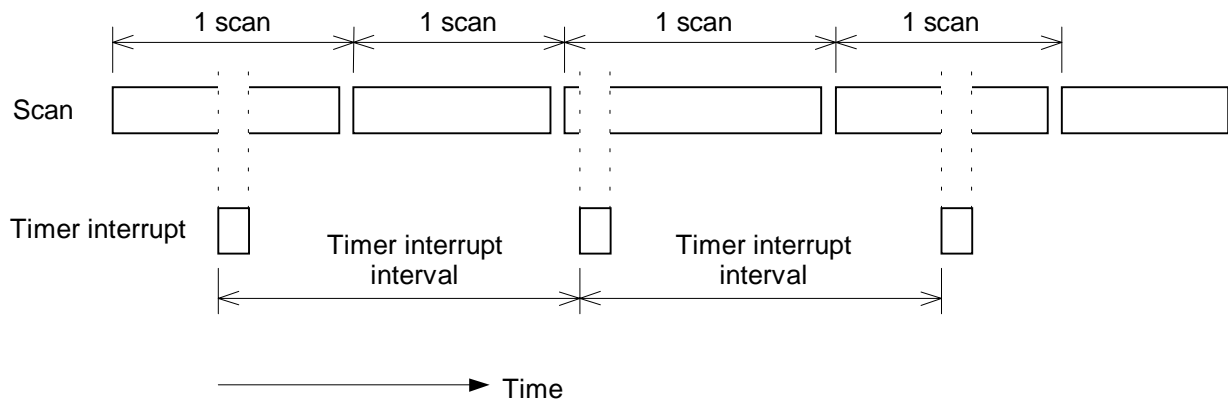 1 scan 1 scan 1 scan 1 scan
Scan
Timer interrupt
Timer interrupt interval
Timer interrupt interval
Time